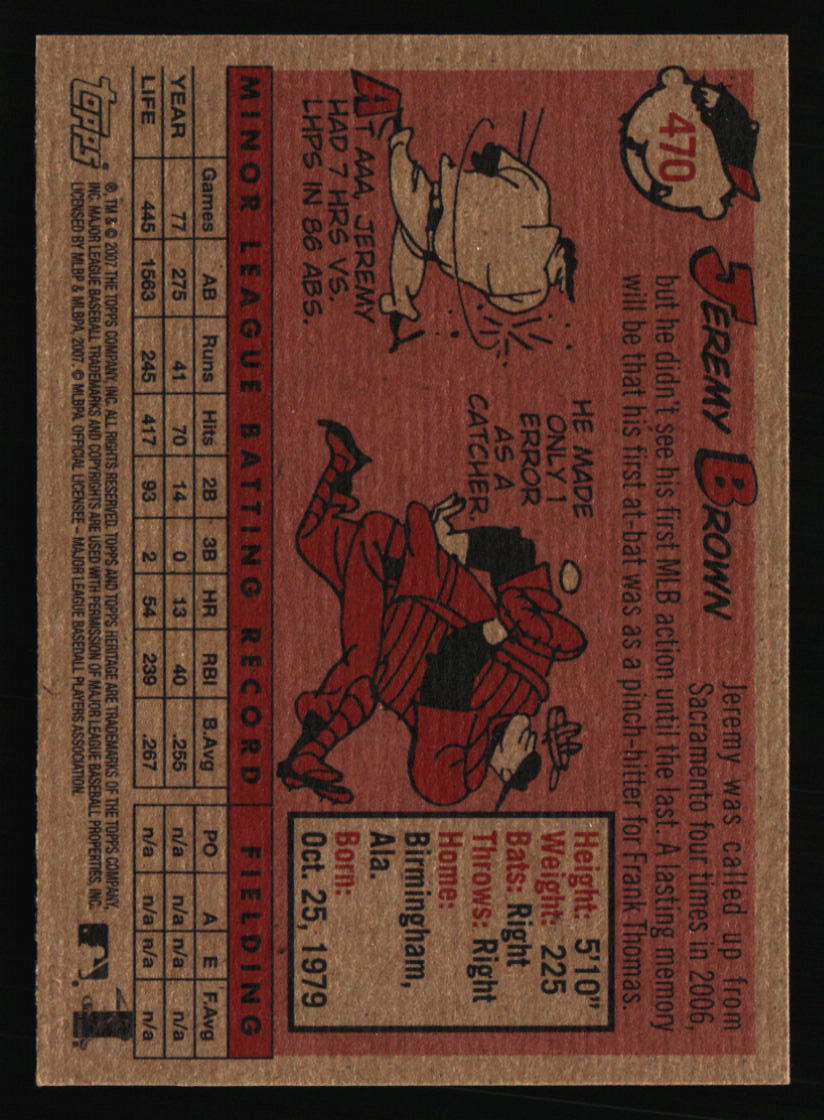 470
JEREMY BROWN
Jeremy was called up from
Sacramento four times in 2006,
but he didn't see his first MLB action until the last. A lasting memory
will be that his first at-bat was as a pinch-hitter for Frank Thomas.
AT AAA, JEREMY
HAD 7 HRS VS.
LHPS IN 86 ABS.
HE MADE
ONLY 1
ERROR
AS A
CATCHER.
Height: 5'10"
Weight: 225
Bats: Right
Throws: Right
Home:
Birmingham,
Ala.
Born:
Oct. 25, 1979
MINOR LEAGUE BATTING RECORD FIELDING
Games AB Runs Hits 2B 3B HR RBI B.Avg PO A E F.Avg
YEAR 77 275 41 70 14 0 13 40 .255 n/a n/a n/a n/a
LIFE 445 1563 245 417 93 2 54 239 .267 n/a n/a n/a n/a
topps
®, TM & © 2007 THE TOPPS COMPANY, INC. ALL RIGHTS RESERVED. TOPPS AND TOPPS HERITAGE ARE TRADEMARKS OF THE TOPPS COMPANY,
INC. MAJOR LEAGUE BASEBALL TRADEMARKS AND COPYRIGHTS ARE USED WITH PERMISSION OF MAJOR LEAGUE BASEBALL PROPERTIES, INC.
LICENSED BY MLBP & MLBPA, 2007. © MLBPA. OFFICIAL LICENSEE – MAJOR LEAGUE BASEBALL PLAYERS ASSOCIATION.